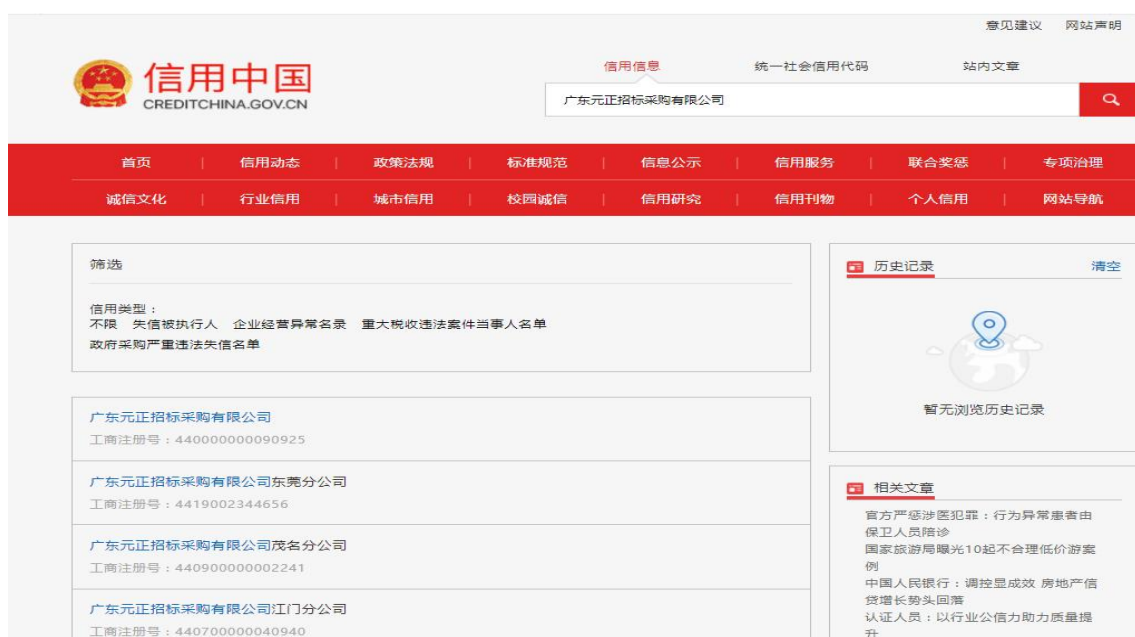 意见建议 网站声明
信用中国
CREDITCHINA.GOV.CN
信用信息 统一社会信用代码 站内文章
广东元正招标采购有限公司
首页 | 信用动态 | 政策法规 | 标准规范 | 信息公示 | 信用服务 | 联合奖惩 | 专项治理
诚信文化 | 行业信用 | 城市信用 | 校园诚信 | 信用研究 | 信用刊物 | 个人信用 | 网站导航
筛选
信用类型：
不限 失信被执行人 企业经营异常名录 重大税收违法案件当事人名单
政府采购严重违法失信名单
广东元正招标采购有限公司
工商注册号：440000000090925
广东元正招标采购有限公司东莞分公司
工商注册号：4419002344656
广东元正招标采购有限公司茂名分公司
工商注册号：440900000002241
广东元正招标采购有限公司江门分公司
工商注册号：440700000040940
历史记录 清空
暂无浏览历史记录
相关文章
官方严惩涉医犯罪：行为异常患者由
保卫人员陪诊
国家旅游局曝光10起不合理低价游案
例
中国人民银行：调控显成效 房地产信
贷增长势头回落
认证人员：以行业公信力助力质量提
升